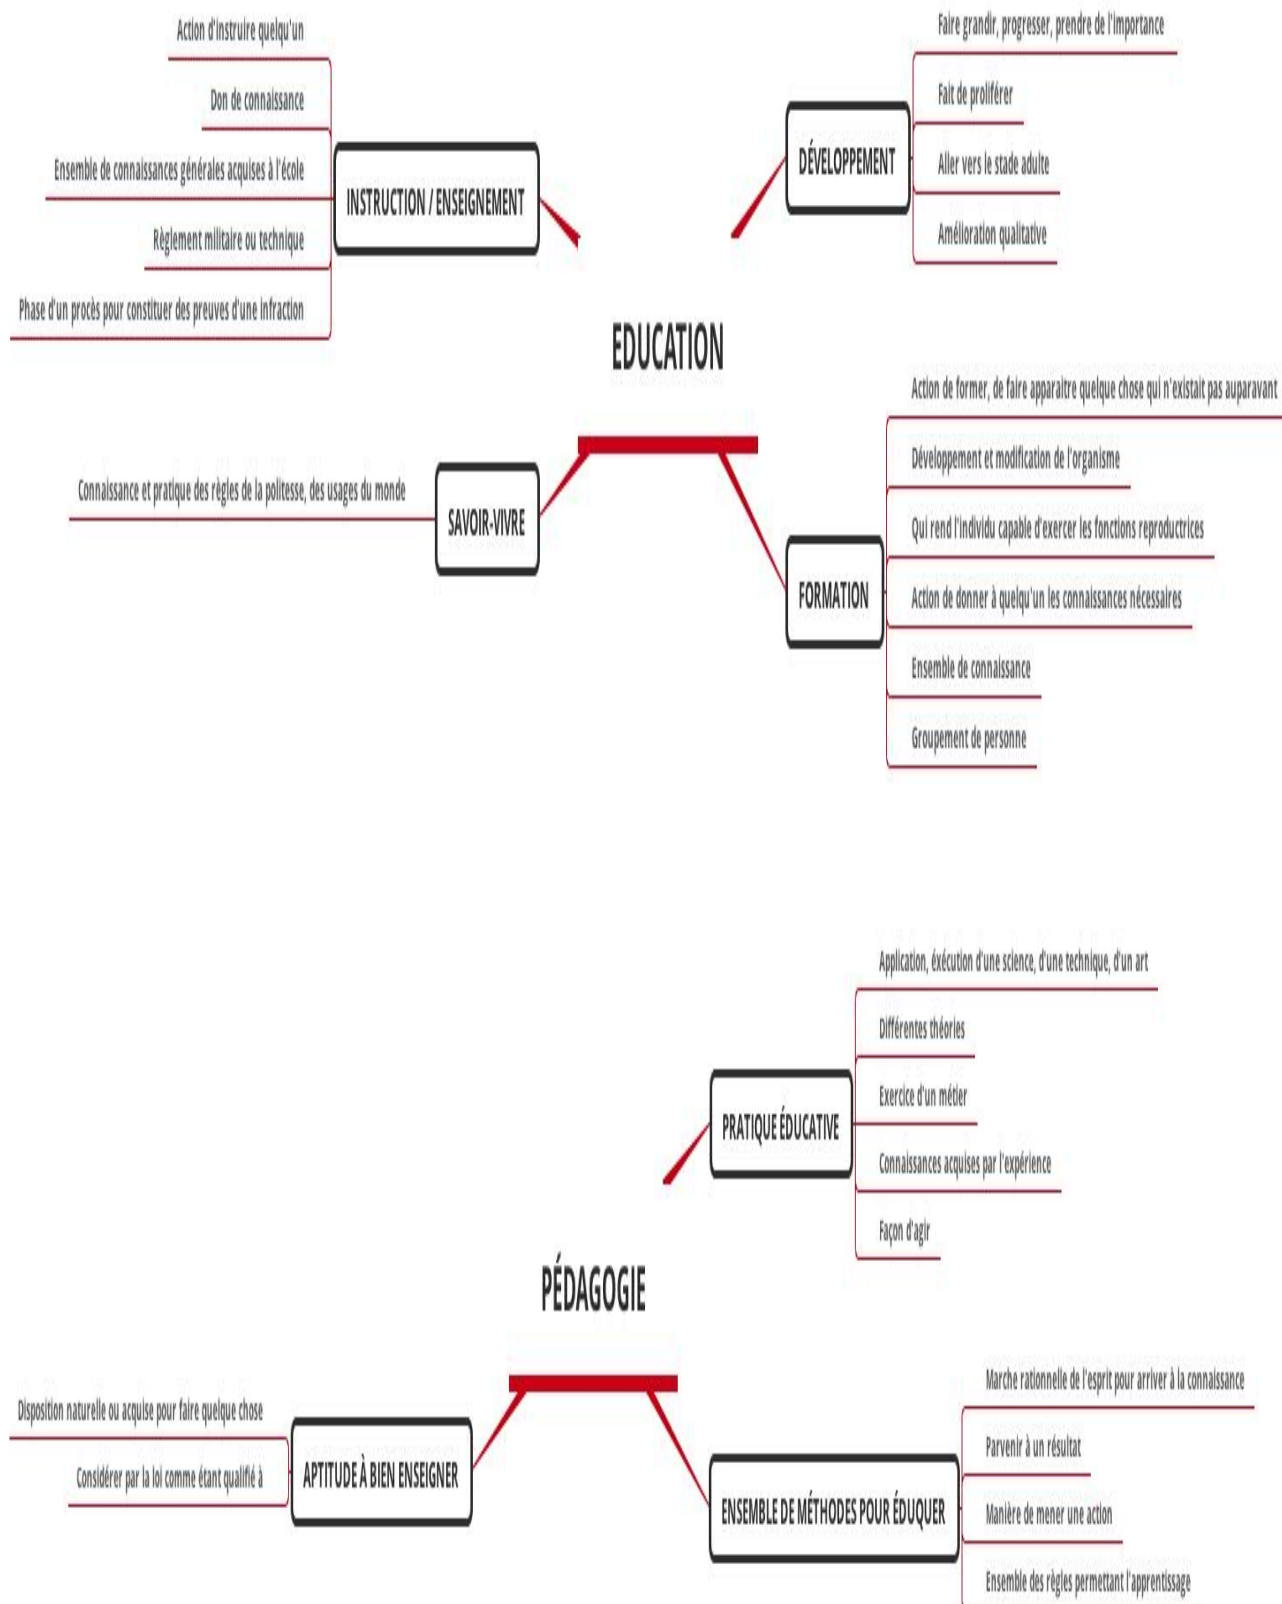 EDUCATION
INSTRUCTION / ENSEIGNEMENT
Action d'instruire quelqu'un
Don de connaissance
Ensemble de connaissances générales acquises à l'école
Règlement militaire ou technique
Phase d'un procès pour constituer des preuves d'une infraction
SAVOIR-VIVRE
Connaissance et pratique des règles de la politesse, des usages du monde
DÉVELOPPEMENT
Faire grandir, progresser, prendre de l'importance
Fait de proliférer
Aller vers le stade adulte
Amélioration qualitative
FORMATION
Action de former, de faire apparaître quelque chose qui n'existait pas auparavant
Développement et modification de l'organisme
Qui rend l'individu capable d'exercer les fonctions reproductrices
Action de donner à quelqu'un les connaissances nécessaires
Ensemble de connaissance
Groupement de personne
PÉDAGOGIE
PRATIQUE ÉDUCATIVE
Application, éxécution d'une science, d'une technique, d'un art
Différentes théories
Exercice d'un métier
Connaissances acquises par l'expérience
Façon d'agir
APTITUDE À BIEN ENSEIGNER
Disposition naturelle ou acquise pour faire quelque chose
Considérer par la loi comme étant qualifié à
ENSEMBLE DE MÉTHODES POUR ÉDUQUER
Marche rationnelle de l'esprit pour arriver à la connaissance
Parvenir à un résultat
Manière de mener une action
Ensemble des règles permettant l'apprentissage